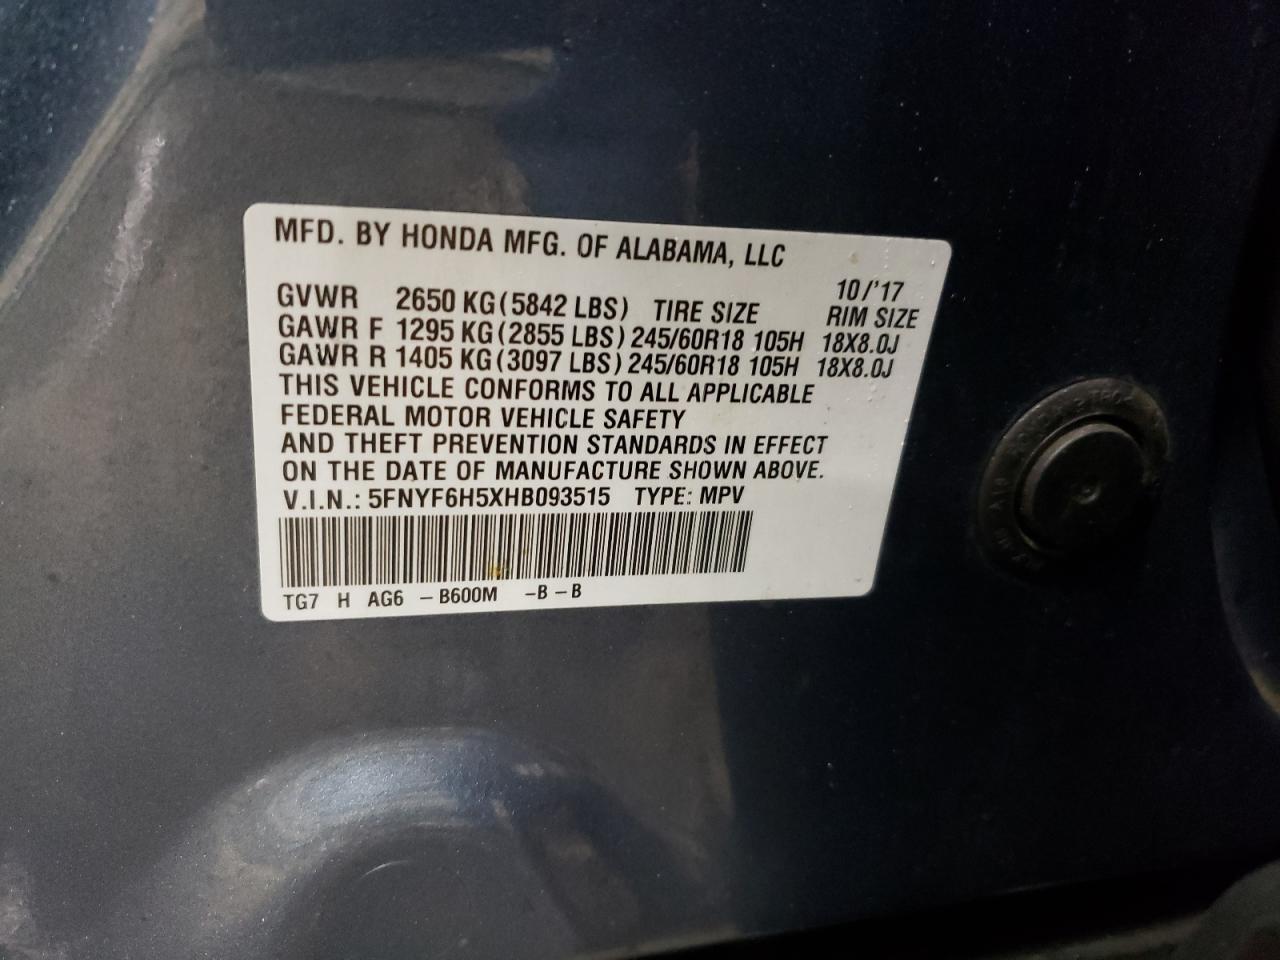 MFD. BY HONDA MFG. OF ALABAMA, LLC
10/'17
GVWR 2650 KG(5842 LBS) TIRE SIZE RIM SIZE
GAWR F 1295 KG(2855 LBS) 245/60R18 105H 18X8.0J
GAWR R 1405 KG(3097 LBS) 245/60R18 105H 18X8.0J
THIS VEHICLE CONFORMS TO ALL APPLICABLE
FEDERAL MOTOR VEHICLE SAFETY
AND THEFT PREVENTION STANDARDS IN EFFECT
ON THE DATE OF MANUFACTURE SHOWN ABOVE.
V.I.N.: 5FNYF6H5XHB093515 TYPE: MPV
TG7 H AG6 – B600M – B – B